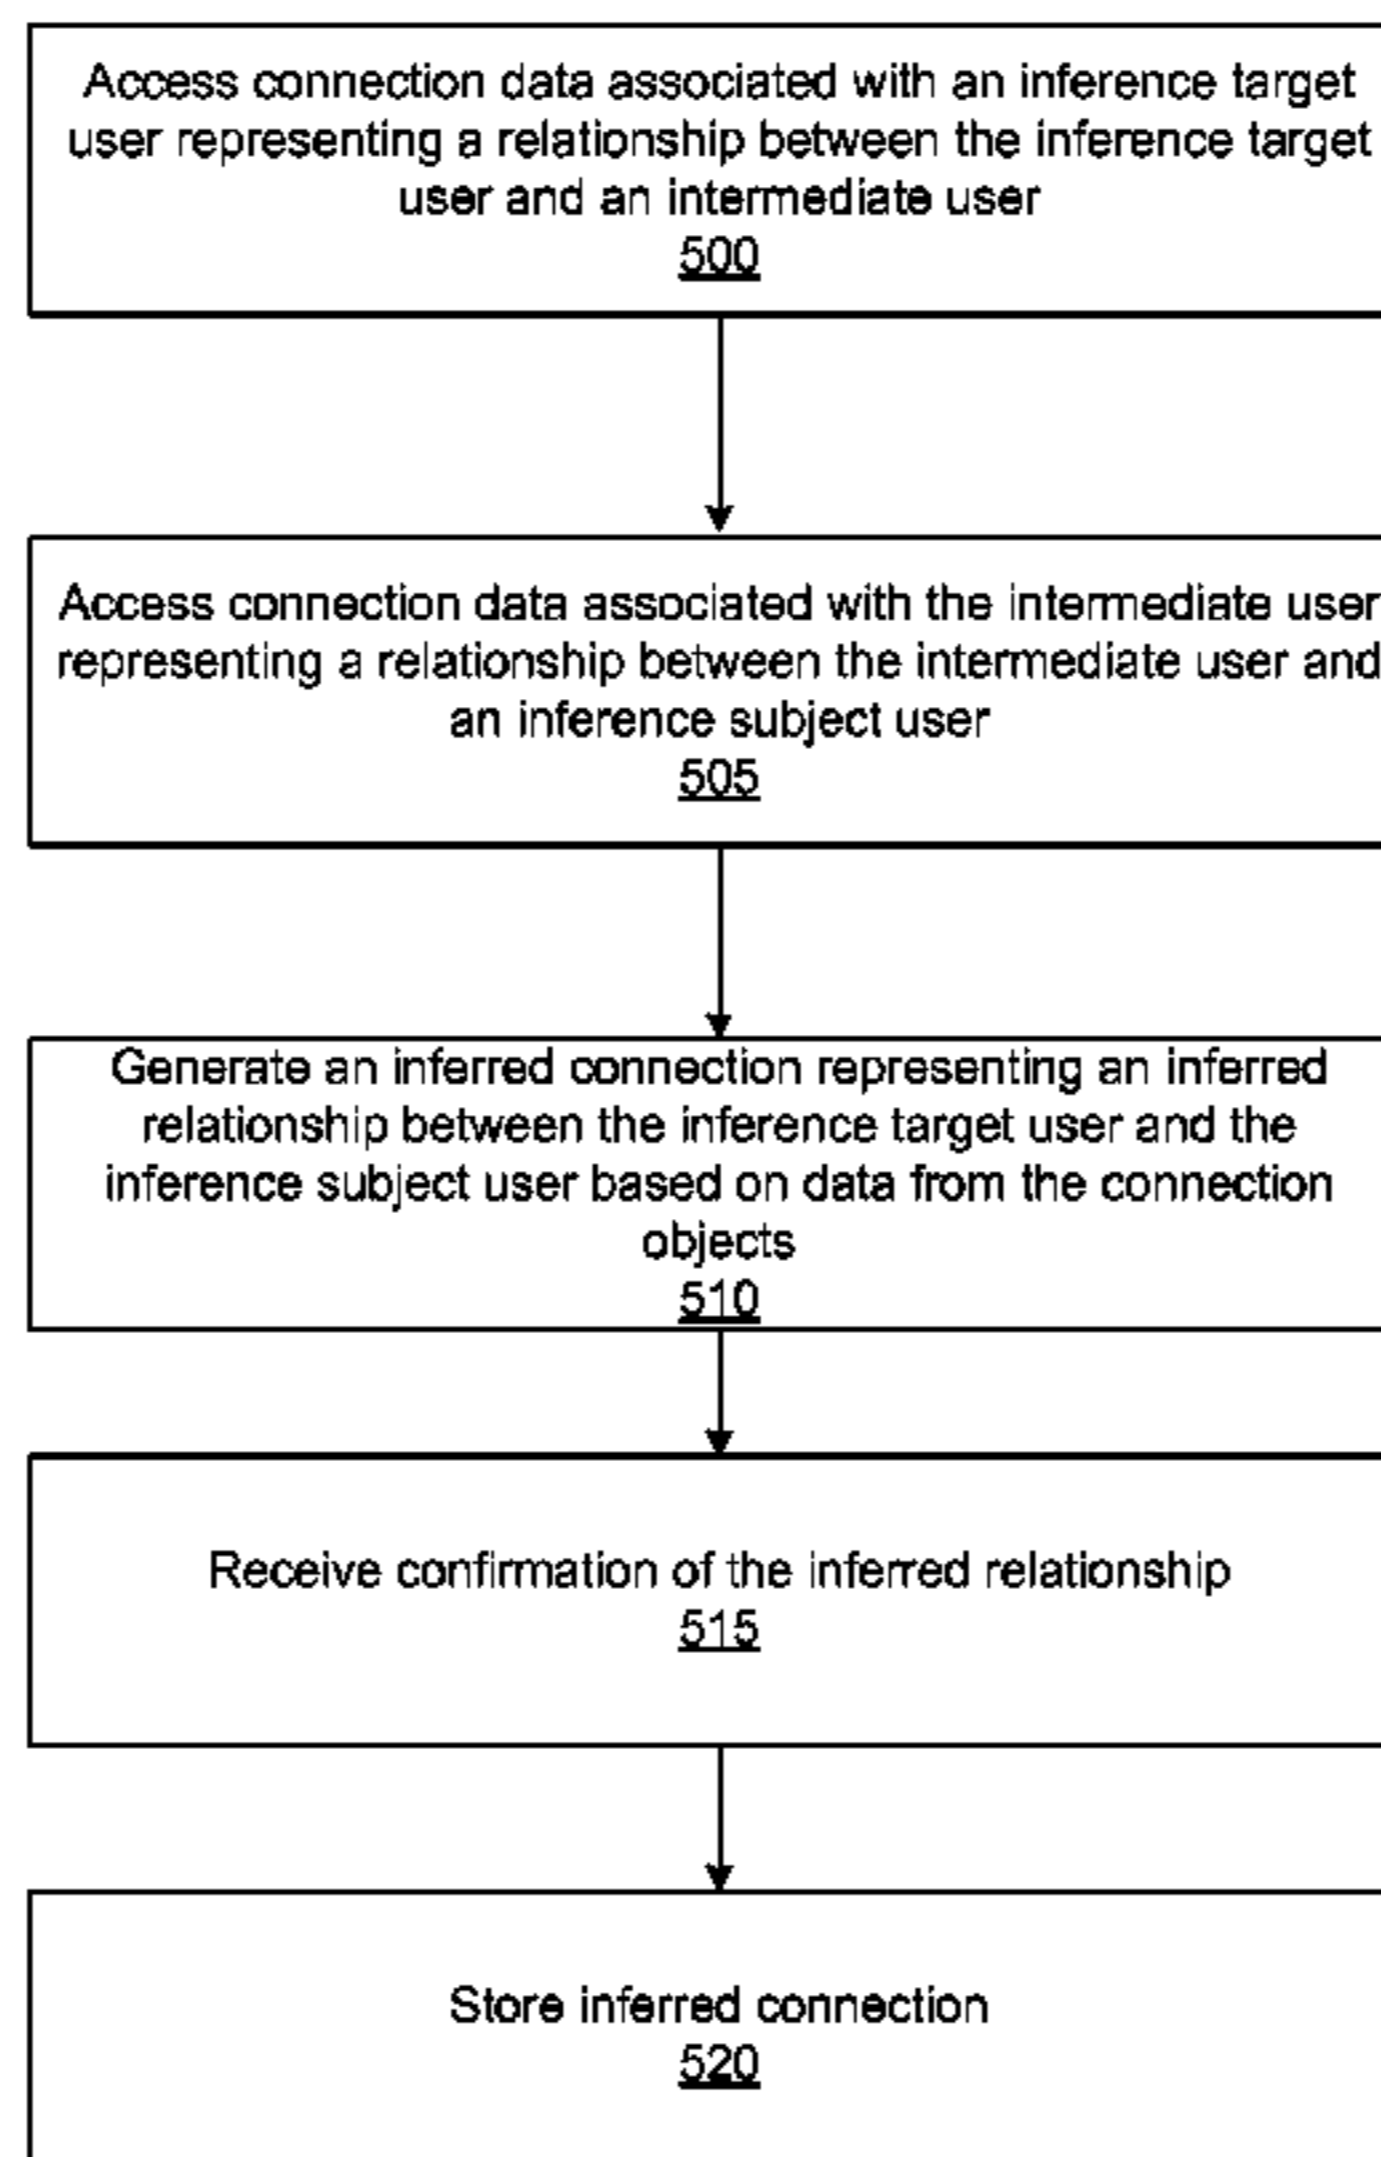 Access connection data associated with an inference target
user representing a relationship between the inference target
user and an intermediate user
500
Access connection data associated with the intermediate user
representing a relationship between the intermediate user and
an inference subject user
505
Generate an inferred connection representing an inferred
relationship between the inference target user and the
inference subject user based on data from the connection
objects
510
Receive confirmation of the inferred relationship
515
Store inferred connection
520